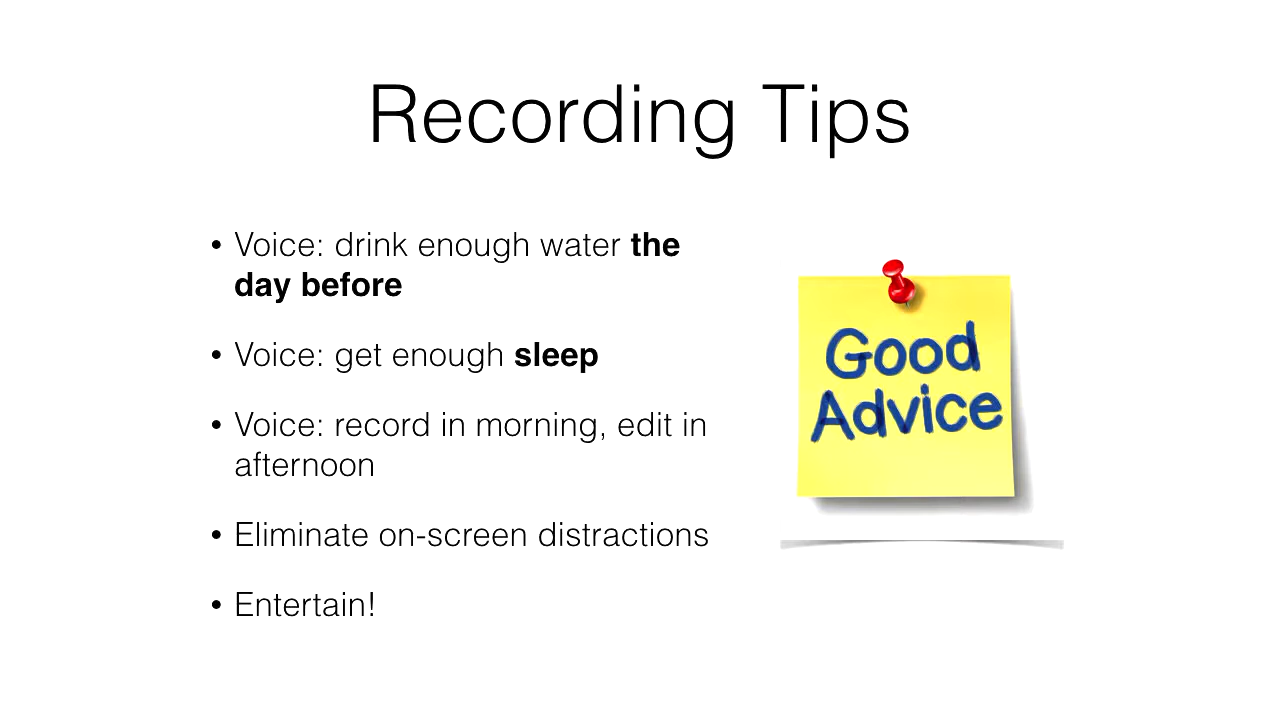 Recording Tips
• Voice: drink enough water the
day before
• Voice: get enough sleep
• Voice: record in morning, edit in
afternoon
• Eliminate on-screen distractions
• Entertain!
Good
Advice